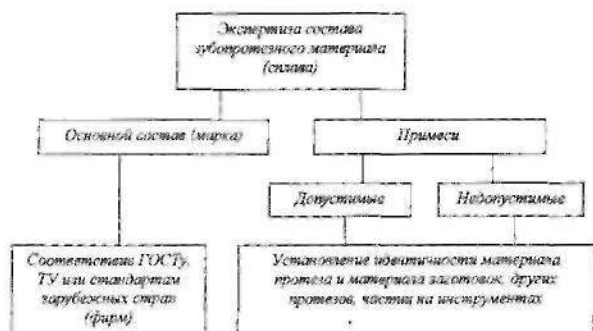 Экспертиза состава
зубопротезного материала
(сплава)
Основной состав (марка)
Примеси
Допустимые
Недопустимые
Соответствие ГОСТу,
ТУ или стандартам
зарубежных стран
(фирм)
Установление идентичности материала
протеза и материала заготовок, других
протезов, частиц на инструментах